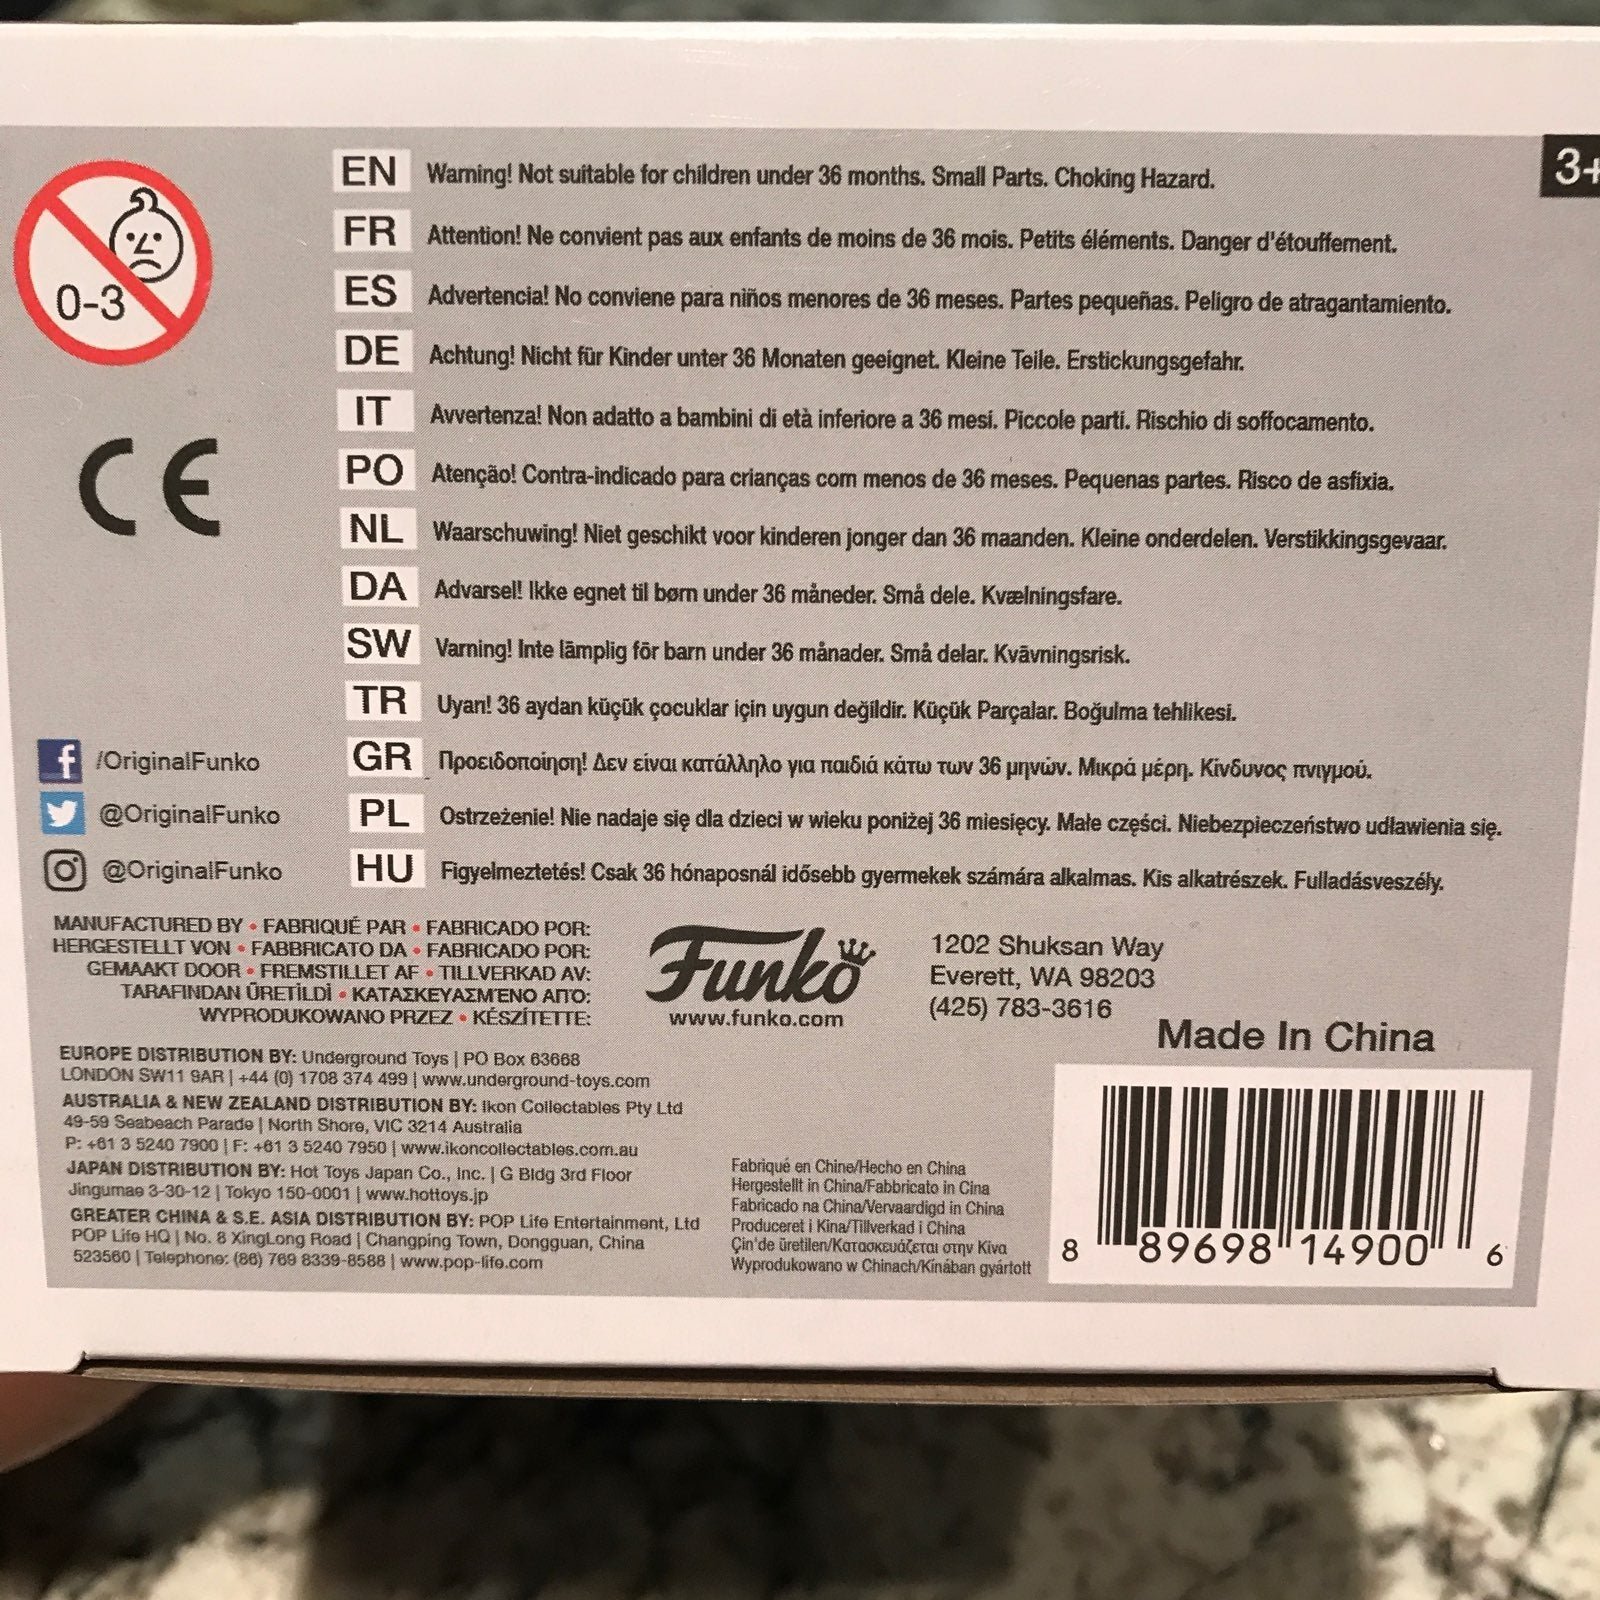 3+
0-3
EN Warning! Not suitable for children under 36 months. Small Parts. Choking Hazard.
FR Attention! Ne convient pas aux enfants de moins de 36 mois. Petits éléments. Danger d'étouffement.
ES Advertencia! No conviene para niños menores de 36 meses. Partes pequeñas. Peligro de atragantamiento.
DE Achtung! Nicht für Kinder unter 36 Monaten geeignet. Kleine Teile. Erstickungsgefahr.
IT Avvertenza! Non adatto a bambini di età inferiore a 36 mesi. Piccole parti. Rischio di soffocamento.
CE
PO Atenção! Contra-indicado para crianças com menos de 36 meses. Pequenas partes. Risco de asfixia.
NL Waarschuwing! Niet geschikt voor kinderen jonger dan 36 maanden. Kleine onderdelen. Verstikkingsgevaar.
DA Advarsel! Ikke egnet til børn under 36 måneder. Små dele. Kvælningsfare.
SW Varning! Inte lāmplig fōr barn under 36 månader. Små delar. Kvāvningsrisk.
TR Uyarı! 36 aydan küçük çocuklar için uygun değildir. Küçük Parçalar. Boğulma tehlikesi.
GR Προειδοποίηση! Δεν είναι κατάλληλο για παιδιά κάτω των 36 μηνών. Μικρά μέρη. Κίνδυνος πνιγμού.
PL Ostrzeżenie! Nie nadaje się dla dzieci w wieku poniżej 36 miesięcy. Małe części. Niebezpieczeństwo udławienia się.
HU Figyelmeztetés! Csak 36 hónaposnál idősebb gyermekek számára alkalmas. Kis alkatrészek. Fulladásveszély.
f /OriginalFunko
@OriginalFunko
@OriginalFunko
MANUFACTURED BY • FABRIQUÉ PAR • FABRICADO POR:
HERGESTELLT VON • FABBRICATO DA • FABRICADO POR:
GEMAAKT DOOR • FREMSTILLET AF • TILLVERKAD AV:
TARAFINDAN ÜRETİLDİ • ΚΑΤΑΣΚΕΥΑΣΜΈΝΟ ΑΠΌ:
WYPRODUKOWANO PRZEZ • KÉSZÍTETTE:
Funko
www.funko.com
1202 Shuksan Way
Everett, WA 98203
(425) 783-3616
Made In China
EUROPE DISTRIBUTION BY: Underground Toys | PO Box 63668
LONDON SW11 9AR | +44 (0) 1708 374 499 | www.underground-toys.com
AUSTRALIA & NEW ZEALAND DISTRIBUTION BY: Ikon Collectables Pty Ltd
49-59 Seabeach Parade | North Shore, VIC 3214 Australia
P: +61 3 5240 7900 | F: +61 3 5240 7950 | www.ikoncollectables.com.au
JAPAN DISTRIBUTION BY: Hot Toys Japan Co., Inc. | G Bldg 3rd Floor
Jingumae 3-30-12 | Tokyo 150-0001 | www.hottoys.jp
GREATER CHINA & S.E. ASIA DISTRIBUTION BY: POP Life Entertainment, Ltd
POP Life HQ | No. 8 XingLong Road | Changping Town, Dongguan, China
523560 | Telephone: (86) 769 8339-8588 | www.pop-life.com
Fabriqué en Chine/Hecho en China
Hergestellt in China/Fabbricato in Cina
Fabricado na China/Vervaardigd in China
Produceret i Kina/Tillverkad i China
Çin'de üretilen/Κατασκευάζεται στην Κίνα
Wyprodukowano w Chinach/Kínában gyártott
8 89698 14900 6